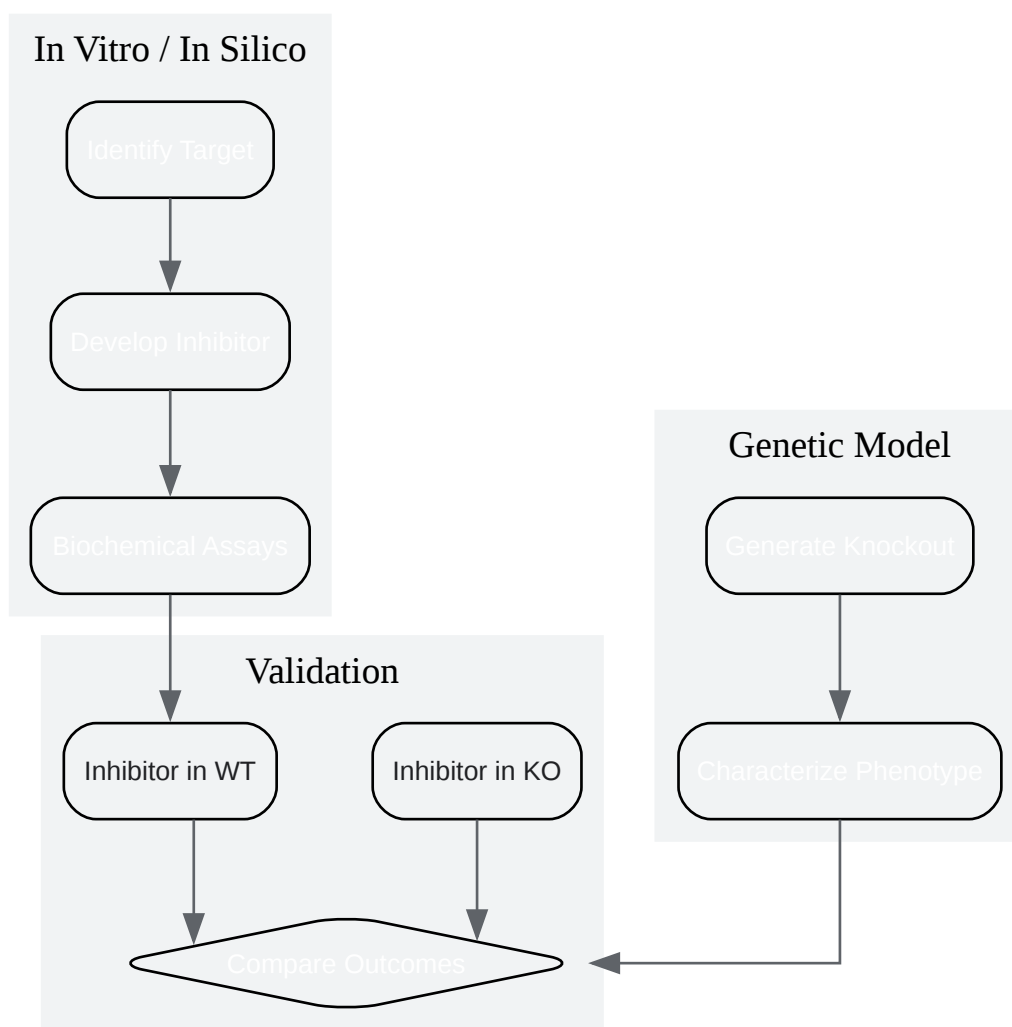 In Vitro / In Silico
Identify Target
Develop Inhibitor
Biochemical Assays
Genetic Model
Generate Knockout
Characterize Phenotype
Validation
Inhibitor in WT
Inhibitor in KO
Compare Outcomes